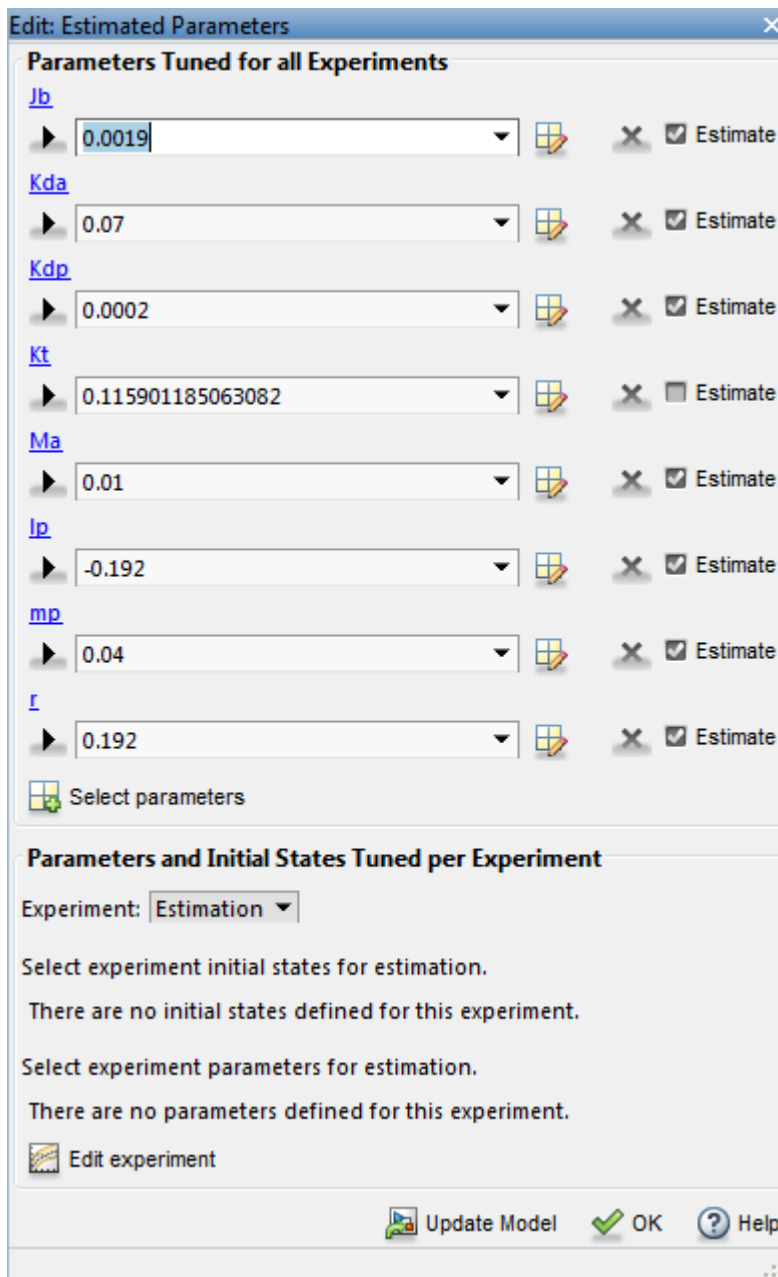 Edit: Estimated Parameters
Parameters Tuned for all Experiments
Jb
0.0019 Estimate
Kda
0.07 Estimate
Kdp
0.0002 Estimate
Kt
0.115901185063082 Estimate
Ma
0.01 Estimate
lp
-0.192 Estimate
mp
0.04 Estimate
r
0.192 Estimate
Select parameters
Parameters and Initial States Tuned per Experiment
Experiment: Estimation
Select experiment initial states for estimation.
There are no initial states defined for this experiment.
Select experiment parameters for estimation.
There are no parameters defined for this experiment.
Edit experiment
Update Model OK Help